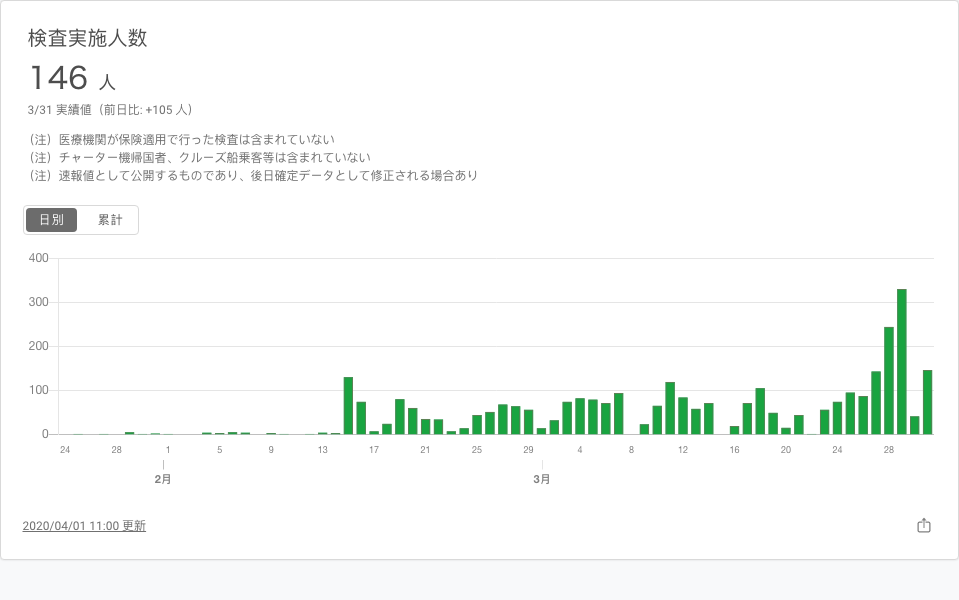 検査実施人数
146 人
3/31 実績値（前日比: +105 人）
（注）医療機関が保険適用で行った検査は含まれていない
（注）チャーター機帰国者、クルーズ船乗客等は含まれていない
（注）速報値として公開するものであり、後日確定データとして修正される場合あり
日別 累計
400
300
200
100
0
24 28 1 5 9 13 17 21 25 29 4 8 12 16 20 24 28
2月 3月
2020/04/01 11:00 更新